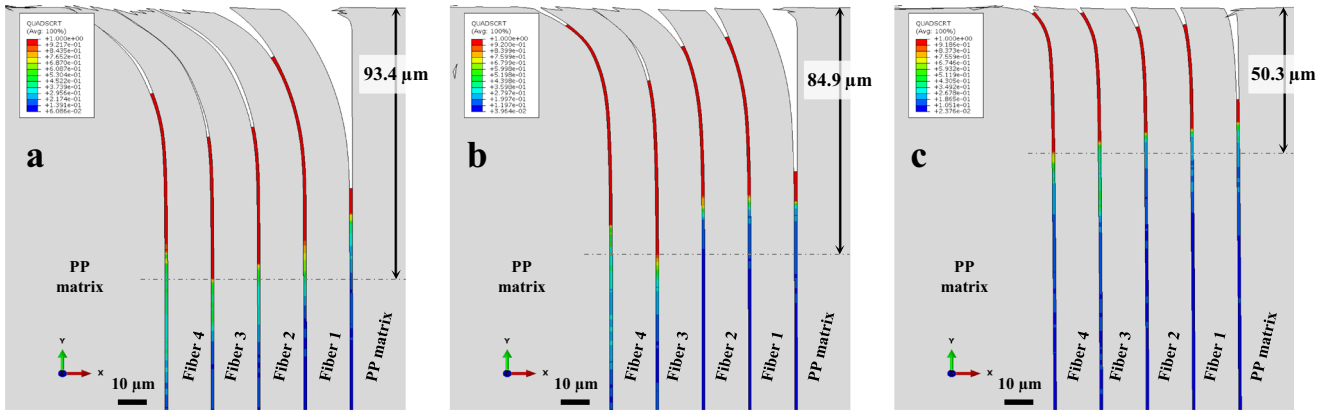 QUADSCRT
(Avg: 100%)
+1.000e+00
+9.217e-01
+8.435e-01
+7.652e-01
+6.870e-01
+6.087e-01
+5.304e-01
+4.522e-01
+3.739e-01
+2.956e-01
+2.174e-01
+1.391e-01
+6.086e-02
93.4 µm
a
PP
matrix
Fiber 4
Fiber 3
Fiber 2
Fiber 1
PP matrix
Y
X
10 µm
QUADSCRT
(Avg: 100%)
+1.000e+00
+9.200e-01
+8.399e-01
+7.599e-01
+6.799e-01
+5.998e-01
+5.198e-01
+4.398e-01
+3.598e-01
+2.797e-01
+1.997e-01
+1.197e-01
+3.964e-02
84.9 µm
b
PP
matrix
Fiber 4
Fiber 3
Fiber 2
Fiber 1
PP matrix
Y
X
10 µm
QUADSCRT
(Avg: 100%)
+1.000e+00
+9.186e-01
+8.373e-01
+7.559e-01
+6.746e-01
+5.932e-01
+5.119e-01
+4.305e-01
+3.492e-01
+2.678e-01
+1.865e-01
+1.051e-01
+2.376e-02
50.3 µm
c
PP
matrix
Fiber 4
Fiber 3
Fiber 2
Fiber 1
PP matrix
Y
X
10 µm